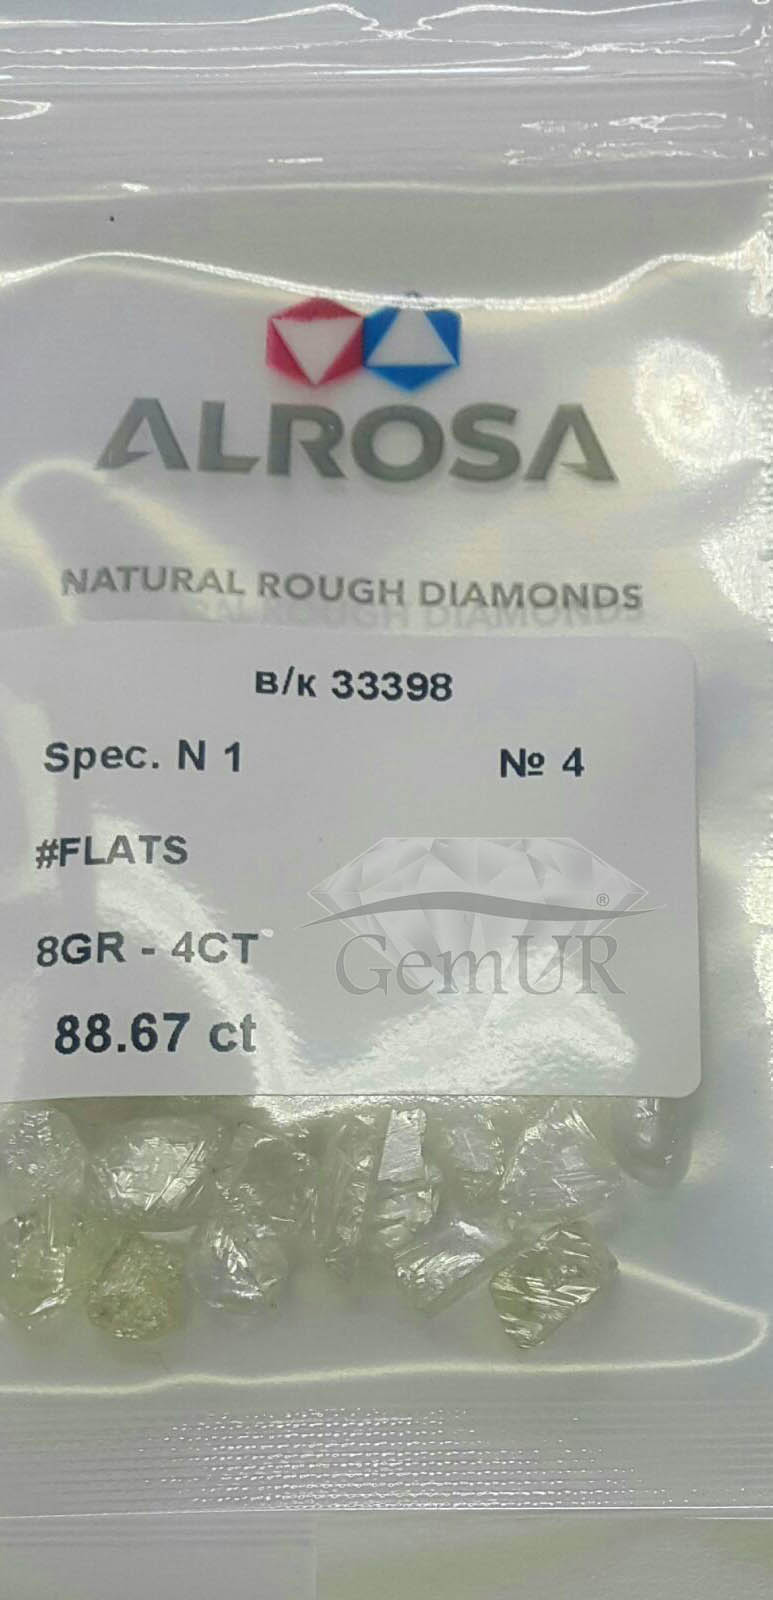 ALROSA
NATURAL ROUGH DIAMONDS
в/к 33398
Spec. N 1 № 4
#FLATS
8GR - 4CT
88.67 ct
GemUR®